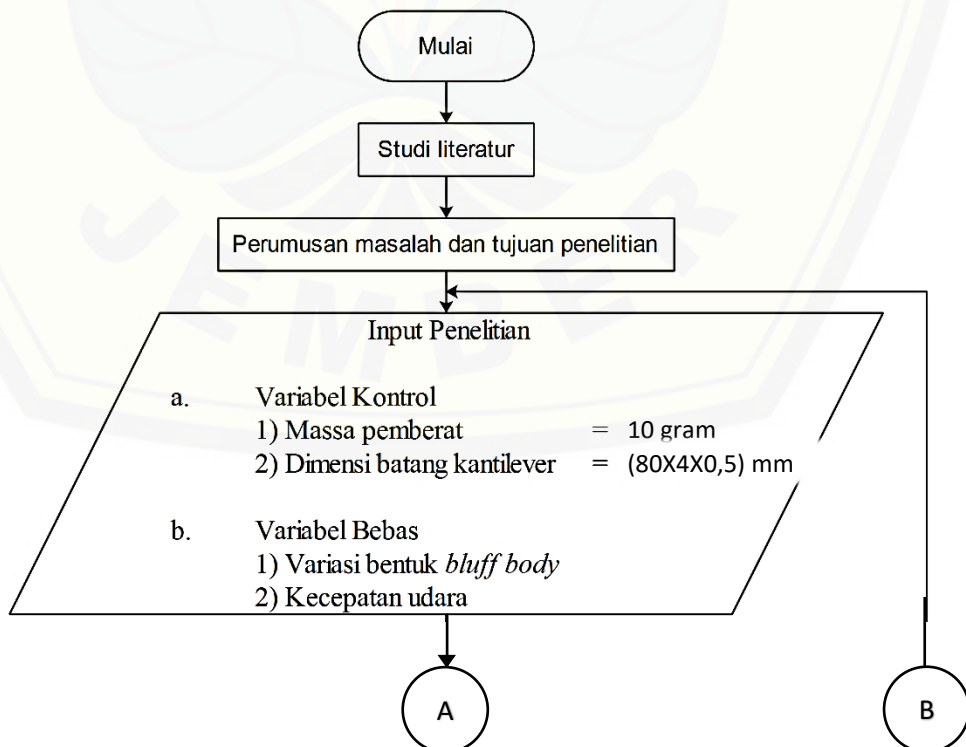 Mulai
Studi literatur
Perumusan masalah dan tujuan penelitian
Input Penelitian
a. Variabel Kontrol
1) Massa pemberat = 10 gram
2) Dimensi batang kantilever = (80X4X0,5) mm
b. Variabel Bebas
1) Variasi bentuk bluff body
2) Kecepatan udara
A
B
JEMBER